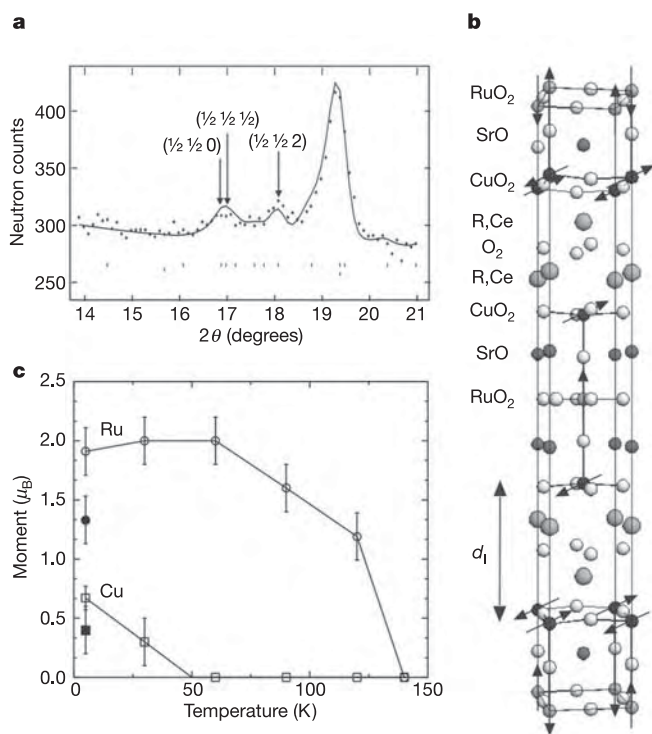 a
400
350
300
250
Neutron counts
(½ ½ ½)
(½ ½ 0)
(½ ½ 2)
14 15 16 17 18 19 20 21
2θ (degrees)
b
RuO₂
SrO
CuO₂
R,Ce
O₂
R,Ce
CuO₂
SrO
RuO₂
d_I
c
2.5
2.0
1.5
1.0
0.5
0.0
Moment (μ_B)
Ru
Cu
0 50 100 150
Temperature (K)